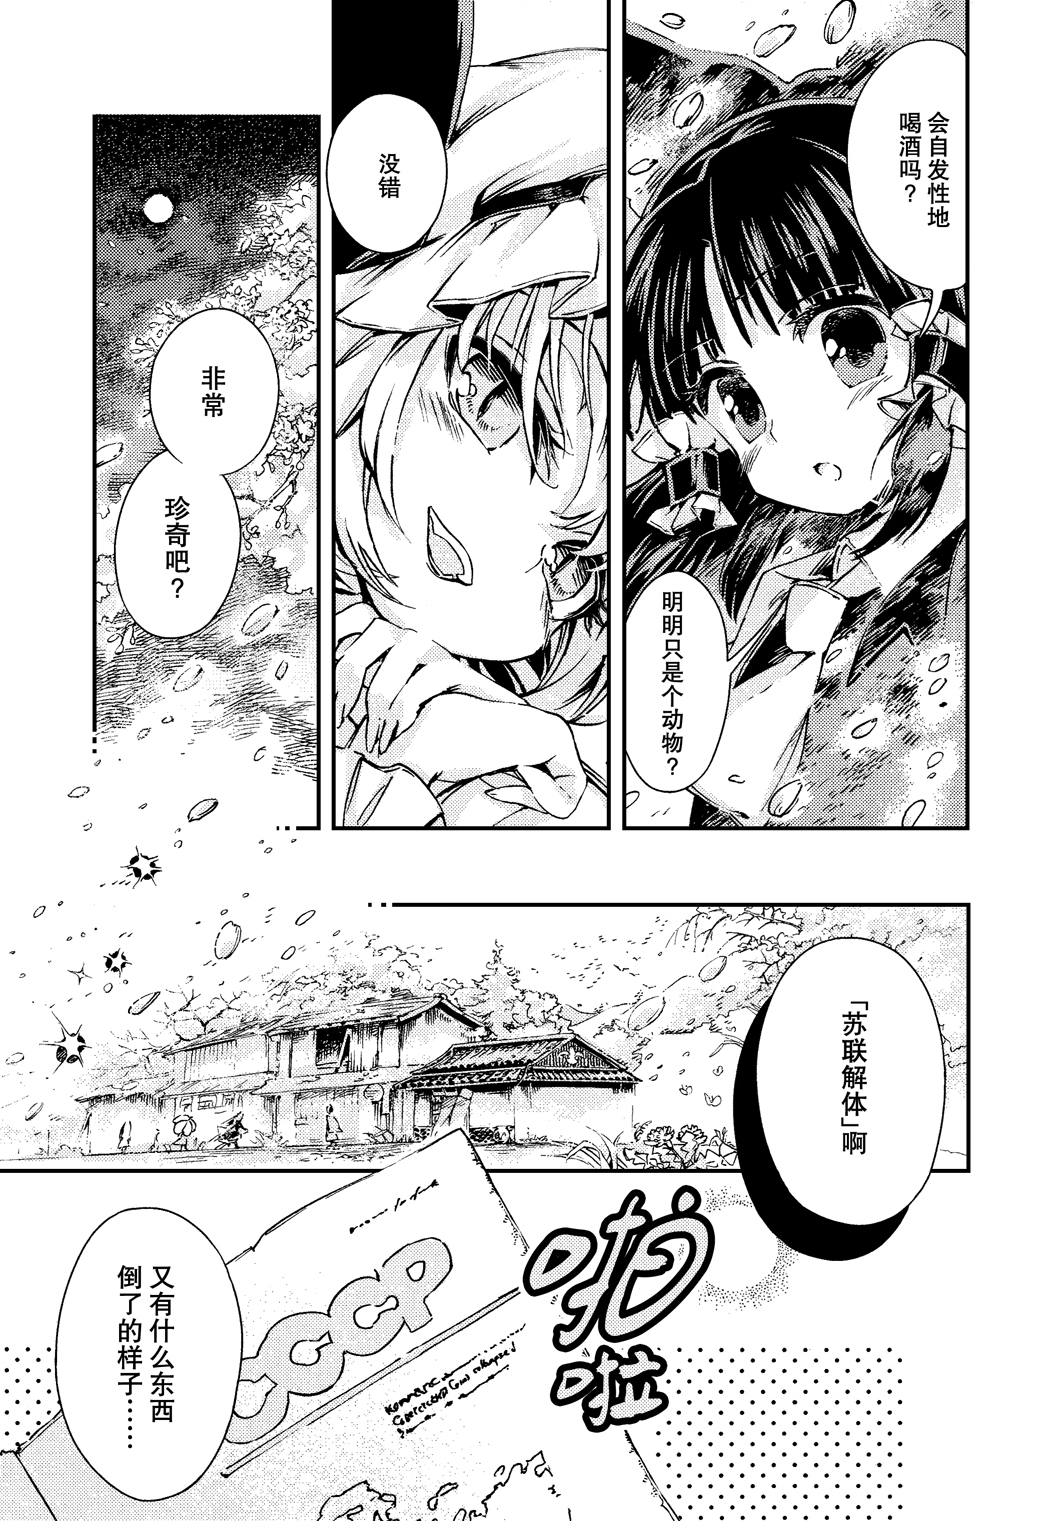 会自发性地
喝酒吗？
明明只是个动物？
没错
非常
珍奇吧？
「苏联解体」啊
啪
啦
又有什么东西
倒了的样子……
CCCP